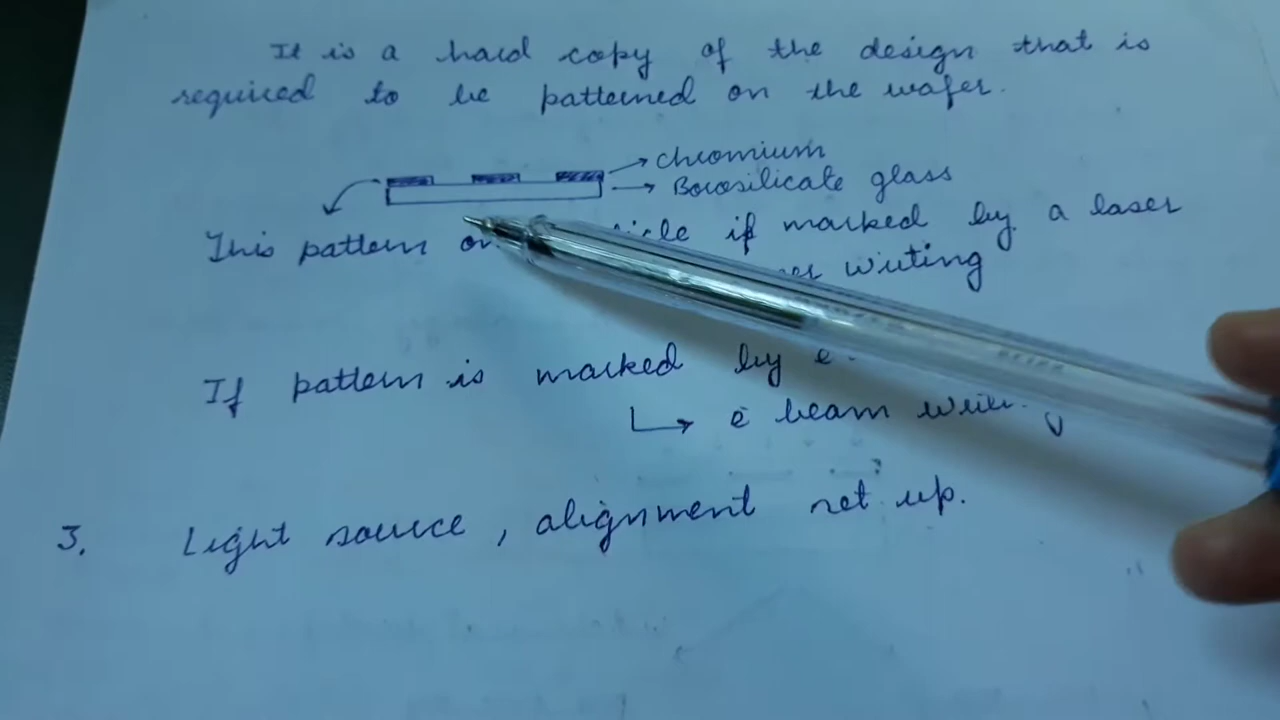 It is a hard copy of the design that is
required to be patterned on the wafer.
chromium
Borosilicate glass
This pattern on if marked by a laser
writing
If pattern is marked by e
e beam
3. Light source, alignment set up.